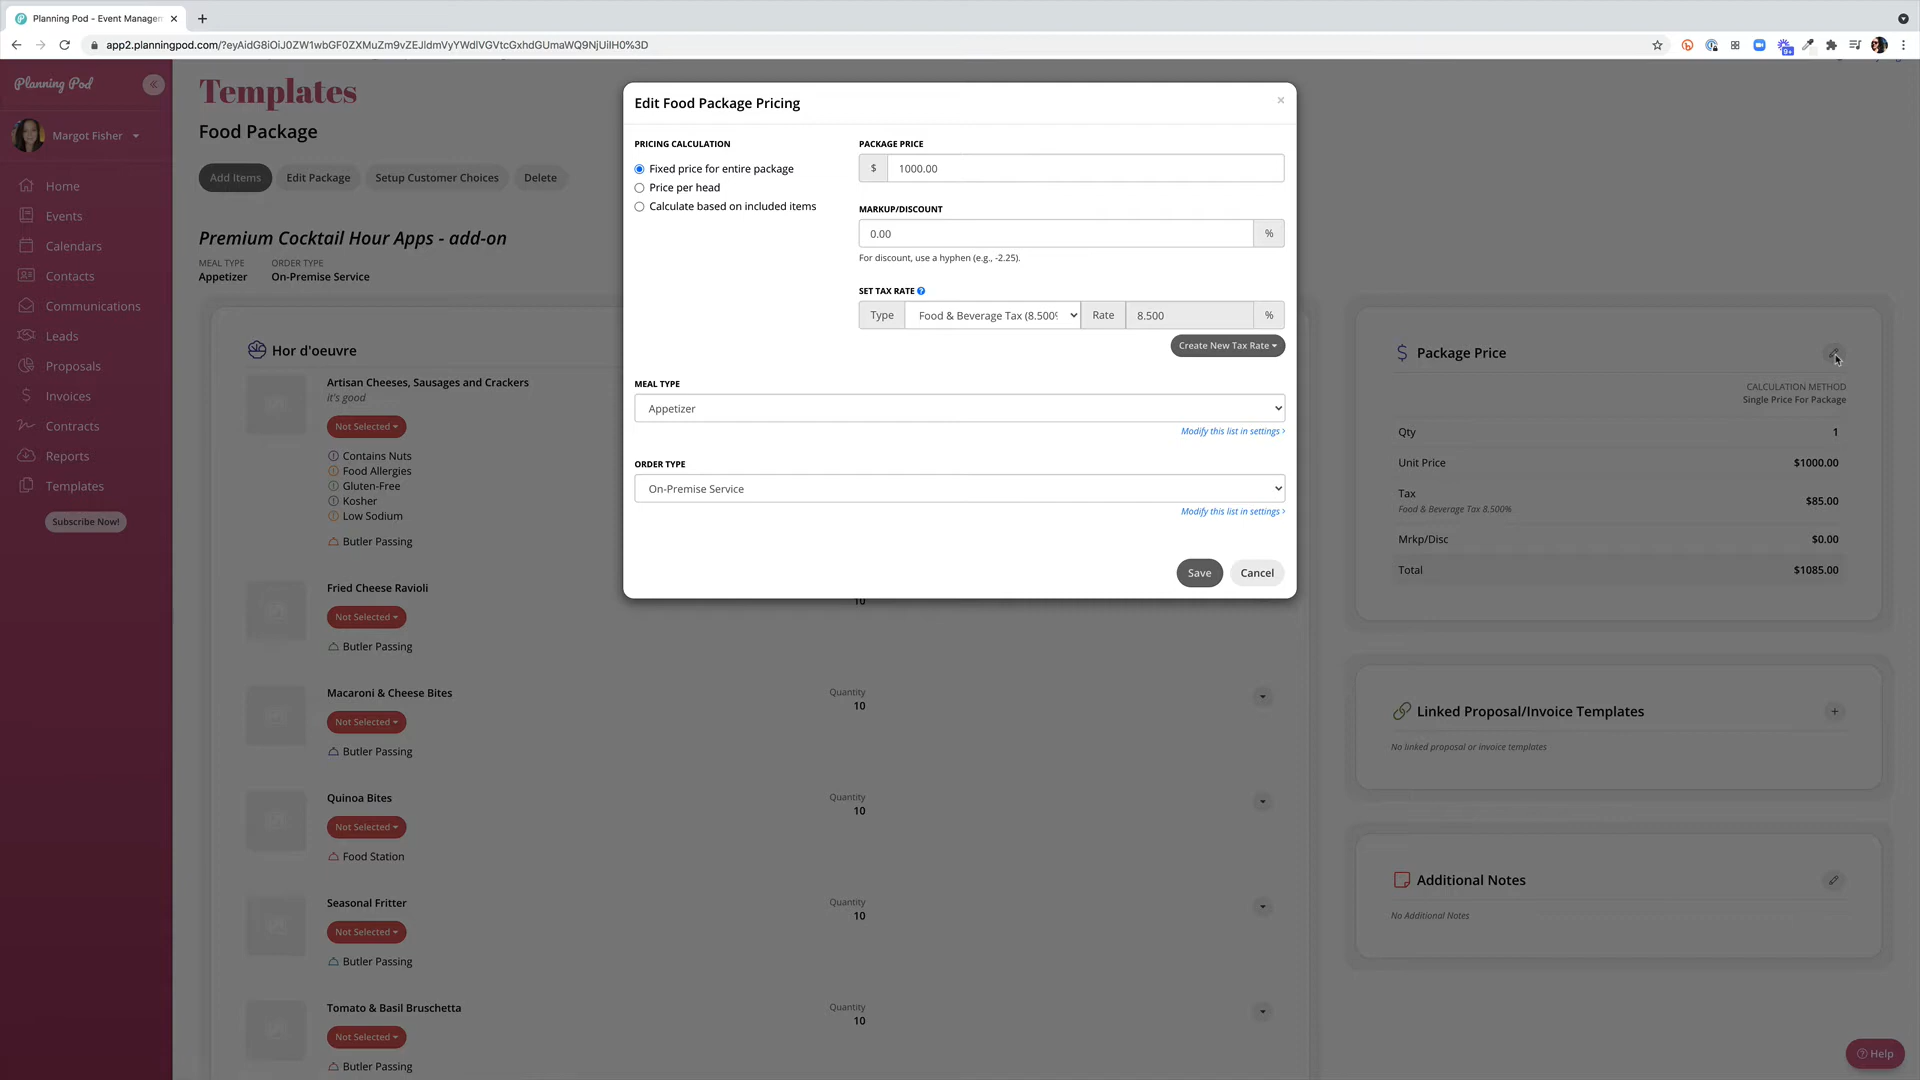 Planning Pod - Event Managem
app2.planningpod.com/?eyAidG8iOiJ0ZW1wbGF0ZXMuZm9vZEJldmVyYWdlVGVtcGxhdGUmaWQ9NjUiIH0%3D
9+
Planning Pod
Margot Fisher
Home
Events
Calendars
Contacts
Communications
Leads
Proposals
Invoices
Contracts
Reports
Templates
Subscribe Now!
Templates
Food Package
Add Items Edit Package Setup Customer Choices Delete
Premium Cocktail Hour Apps - add-on
MEAL TYPE ORDER TYPE
Appetizer On-Premise Service
Hor d'oeuvre
Artisan Cheeses, Sausages and Crackers
it's good
Not Selected
Contains Nuts
Food Allergies
Gluten-Free
Kosher
Low Sodium
Butler Passing
Fried Cheese Ravioli
10
Not Selected
Butler Passing
Macaroni & Cheese Bites
Quantity
10
Not Selected
Butler Passing
Quinoa Bites
Quantity
10
Not Selected
Food Station
Seasonal Fritter
Quantity
10
Not Selected
Butler Passing
Tomato & Basil Bruschetta
Quantity
10
Not Selected
Butler Passing
Edit Food Package Pricing
PRICING CALCULATION
Fixed price for entire package
Price per head
Calculate based on included items
PACKAGE PRICE
$ 1000.00
MARKUP/DISCOUNT
0.00 %
For discount, use a hyphen (e.g., -2.25).
SET TAX RATE
Type Food & Beverage Tax (8.500% Rate 8.500 %
Create New Tax Rate
MEAL TYPE
Appetizer
Modify this list in settings ›
ORDER TYPE
On-Premise Service
Modify this list in settings ›
Save Cancel
Package Price
CALCULATION METHOD
Single Price For Package
Qty 1
Unit Price $1000.00
Tax $85.00
Food & Beverage Tax 8.500%
Mrkp/Disc $0.00
Total $1085.00
Linked Proposal/Invoice Templates
No linked proposal or invoice templates
Additional Notes
No Additional Notes
Help